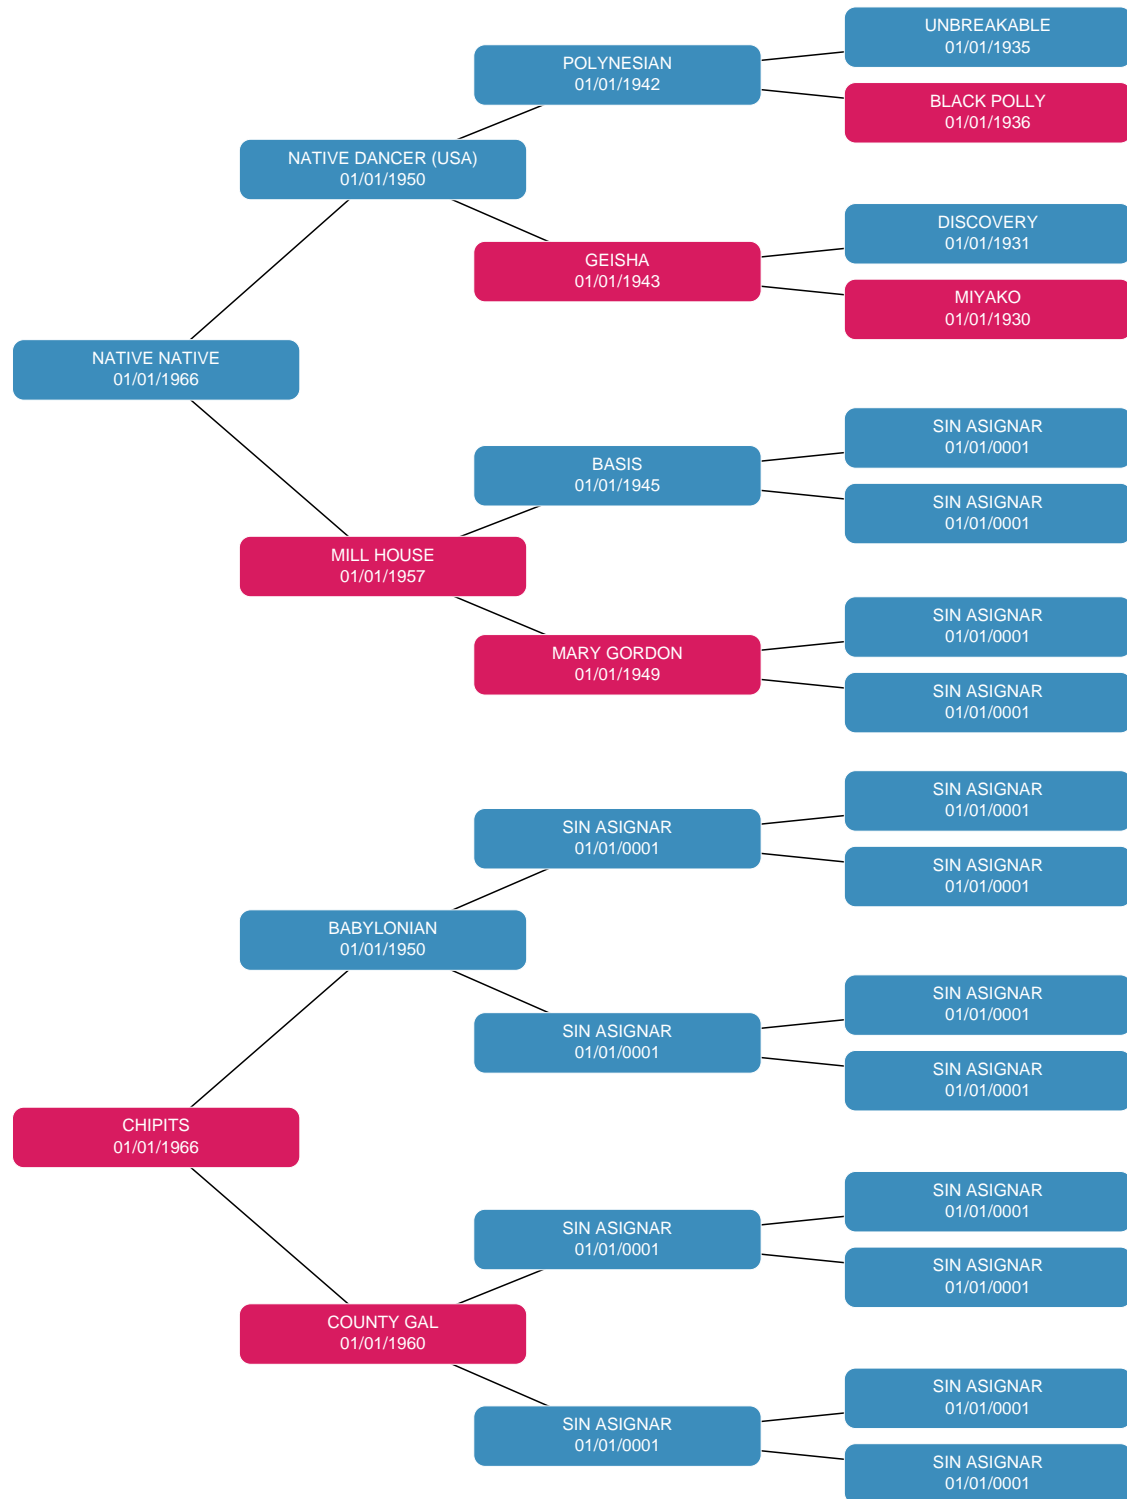 UNBREAKABLE
01/01/1935
POLYNESIAN
01/01/1942
BLACK POLLY
01/01/1936
NATIVE DANCER (USA)
01/01/1950
DISCOVERY
01/01/1931
GEISHA
01/01/1943
MIYAKO
01/01/1930
NATIVE NATIVE
01/01/1966
SIN ASIGNAR
01/01/0001
BASIS
01/01/1945
SIN ASIGNAR
01/01/0001
MILL HOUSE
01/01/1957
SIN ASIGNAR
01/01/0001
MARY GORDON
01/01/1949
SIN ASIGNAR
01/01/0001
SIN ASIGNAR
01/01/0001
SIN ASIGNAR
01/01/0001
SIN ASIGNAR
01/01/0001
BABYLONIAN
01/01/1950
SIN ASIGNAR
01/01/0001
SIN ASIGNAR
01/01/0001
SIN ASIGNAR
01/01/0001
CHIPITS
01/01/1966
SIN ASIGNAR
01/01/0001
SIN ASIGNAR
01/01/0001
SIN ASIGNAR
01/01/0001
COUNTY GAL
01/01/1960
SIN ASIGNAR
01/01/0001
SIN ASIGNAR
01/01/0001
SIN ASIGNAR
01/01/0001